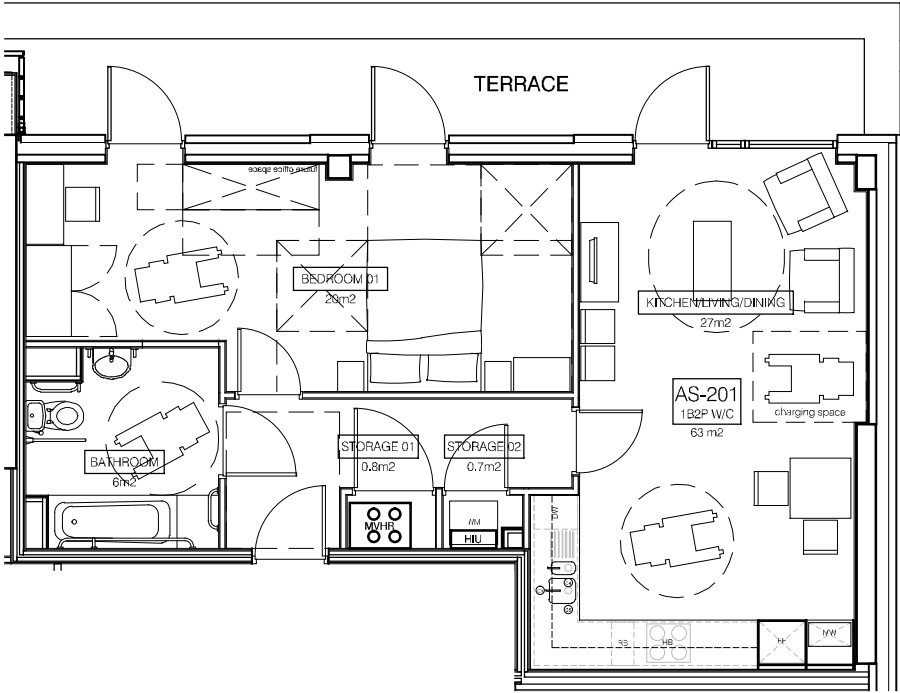 TERRACE
future office space
BEDROOM 01
20m2
KITCHEN/LIVING/DINING
27m2
AS-201
1B2P W/C
63 m2
charging space
STORAGE 01
0.8m2
STORAGE 02
0.7m2
BATHROOM
6m2
MVHR
WM
HIU
DW
RB
HB
MW